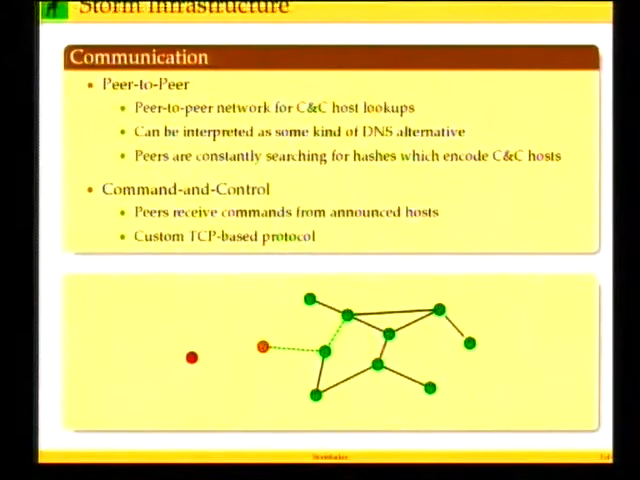 Storm Infrastructure
Communication
Peer-to-Peer
Peer-to-peer network for C&C host lookups
Can be interpreted as some kind of DNS alternative
Peers are constantly searching for hashes which encode C&C hosts
Command-and-Control
Peers receive commands from announced hosts
Custom TCP-based protocol